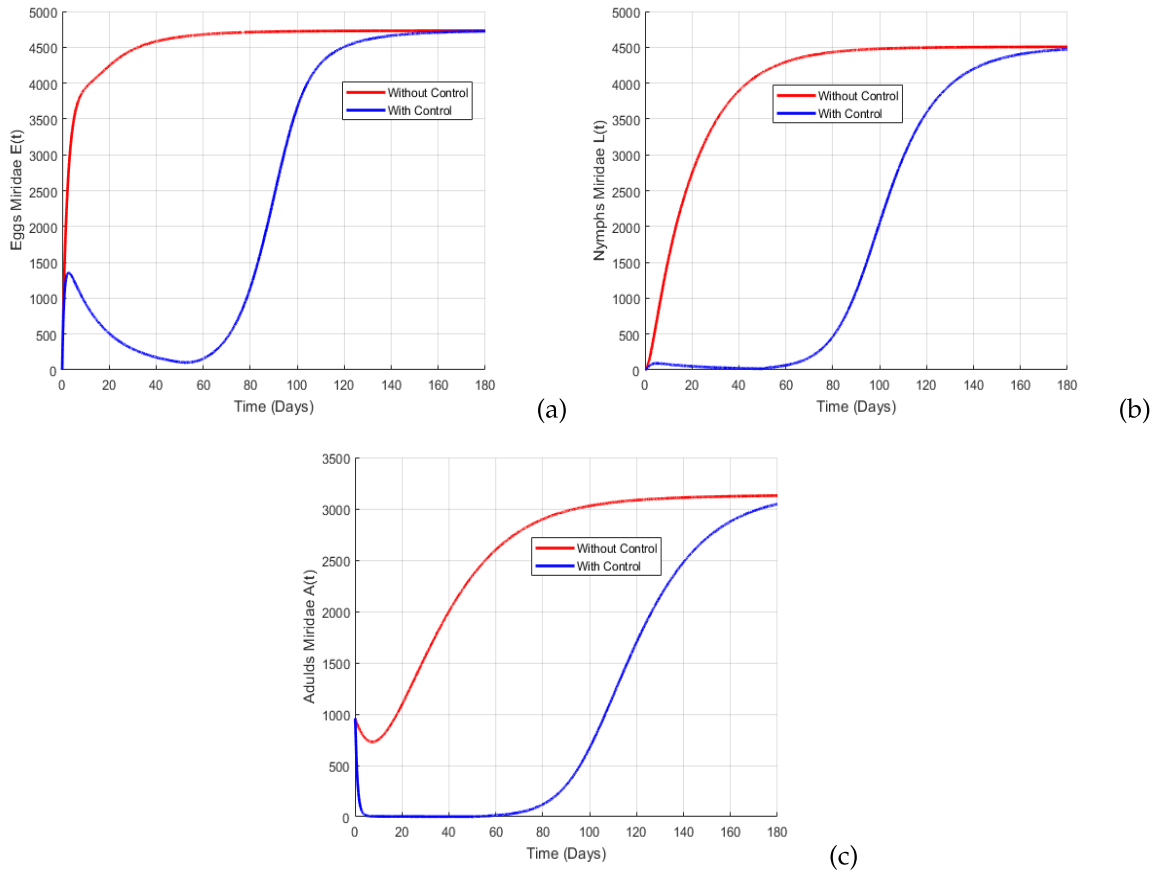 5000
4500
4000
3500
3000
2500
2000
1500
1000
500
0
Eggs Miridae E(t)
Without Control
With Control
0 20 40 60 80 100 120 140 160 180
Time (Days)
(a)
5000
4500
4000
3500
3000
2500
2000
1500
1000
500
0
Nymphs Miridae L(t)
Without Control
With Control
0 20 40 60 80 100 120 140 160 180
Time (Days)
(b)
3500
3000
2500
2000
1500
1000
500
0
Adulds Miridae A(t)
Without Control
With Control
0 20 40 60 80 100 120 140 160 180
Time (Days)
(c)